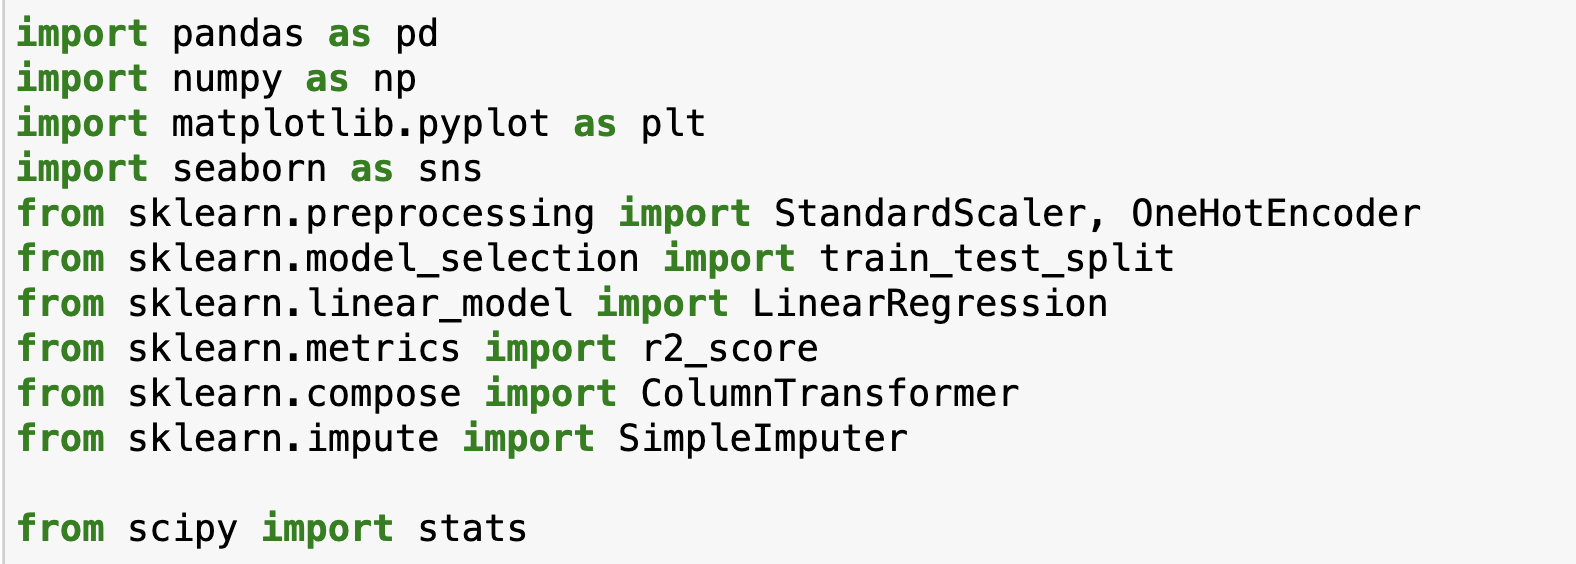 import pandas as pd
import numpy as np
import matplotlib.pyplot as plt
import seaborn as sns
from sklearn.preprocessing import StandardScaler, OneHotEncoder
from sklearn.model_selection import train_test_split
from sklearn.linear_model import LinearRegression
from sklearn.metrics import r2_score
from sklearn.compose import ColumnTransformer
from sklearn.impute import SimpleImputer

from scipy import stats